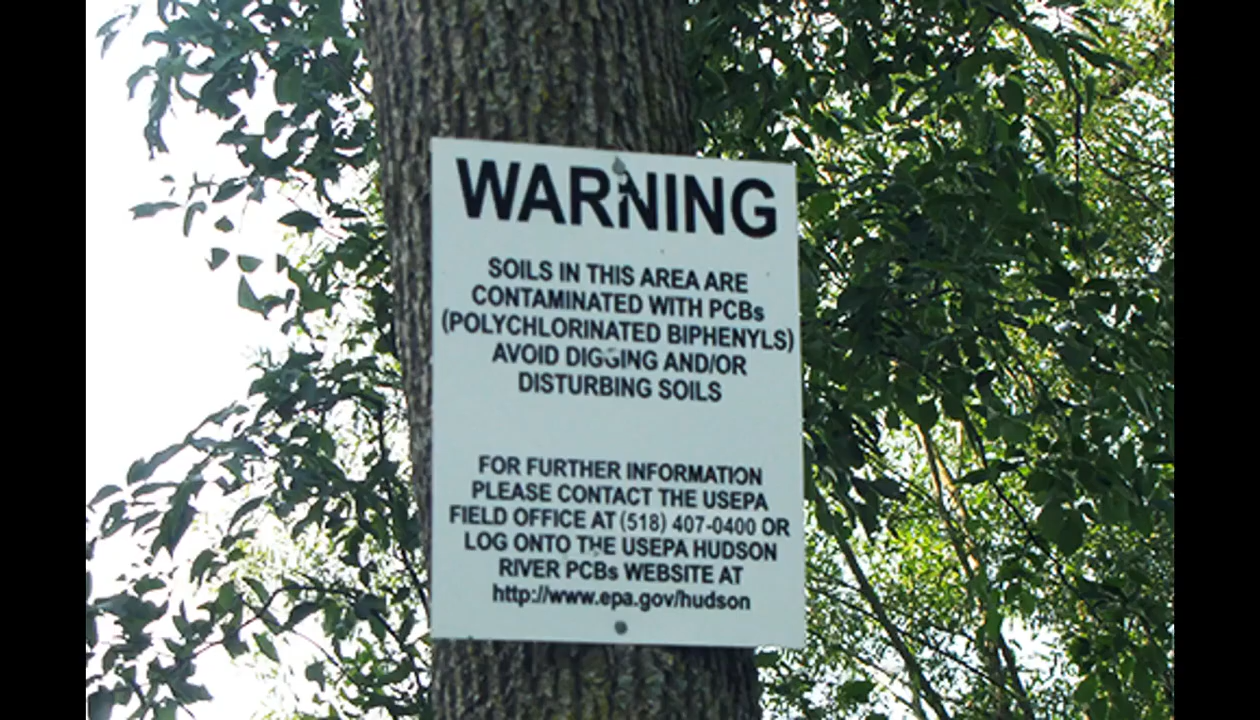 WARNING
SOILS IN THIS AREA ARE
CONTAMINATED WITH PCBs
(POLYCHLORINATED BIPHENYLS)
AVOID DIGGING AND/OR
DISTURBING SOILS
FOR FURTHER INFORMATION
PLEASE CONTACT THE USEPA
FIELD OFFICE AT (518) 407-0400 OR
LOG ONTO THE USEPA HUDSON
RIVER PCBs WEBSITE AT
http://www.epa.gov/hudson